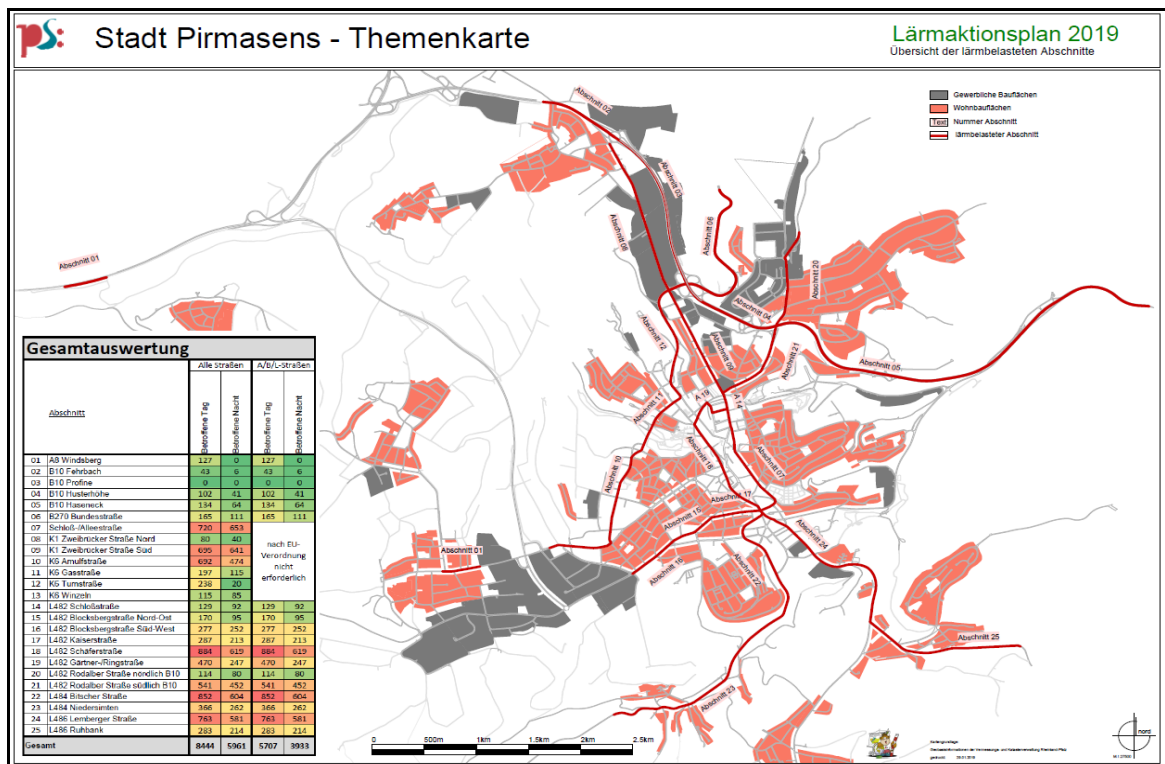 ps:
Stadt Pirmasens - Themenkarte
Lärmaktionsplan 2019
Übersicht der lärmbelasteten Abschnitte
Gewerbliche Bauflächen
Wohnbauflächen
Text Nummer Abschnitt
lärmbelasteter Abschnitt
Abschnitt 02
Abschnitt 03
Abschnitt 06
Abschnitt 08
Abschnitt 01
Abschnitt 20
Abschnitt 04
Abschnitt 12
Abschnitt 21
Abschnitt 05
Abschnitt 09
A 19
A 14
Abschnitt 11
Abschnitt 18
Abschnitt 07
Abschnitt 10
Abschnitt 17
Abschnitt 15
Abschnitt 24
Abschnitt 01
Abschnitt 16
Abschnitt 22
Abschnitt 25
Abschnitt 23
Gesamtauswertung
Alle Straßen A/B/L-Straßen
Abschnitt Betroffene Tag Betroffene Nacht Betroffene Tag Betroffene Nacht
01 A8 Windsberg 127 0 127 0
02 B10 Fehrbach 43 6 43 6
03 B10 Profine 0 0 0 0
04 B10 Husterhöhe 102 41 102 41
05 B10 Haseneck 134 64 134 64
06 B270 Bundesstraße 165 111 165 111
07 Schloß-/Alleestraße 720 653
08 K1 Zweibrücker Straße Nord 80 40
09 K1 Zweibrücker Straße Süd 695 641
10 K6 Arnulfstraße 692 474
11 K6 Gasstraße 197 115
12 K6 Turnstraße 238 20
13 K6 Winzeln 115 85
nach EU-
Verordnung
nicht
erforderlich
14 L482 Schloßstraße 129 92 129 92
15 L482 Blocksbergstraße Nord-Ost 170 95 170 95
16 L482 Blocksbergstraße Süd-West 277 252 277 252
17 L482 Kaiserstraße 287 213 287 213
18 L482 Schäferstraße 884 619 884 619
19 L482 Gärtner-/Ringstraße 470 247 470 247
20 L482 Rodalber Straße nördlich B10 114 80 114 80
21 L482 Rodalber Straße südlich B10 541 452 541 452
22 L484 Bitscher Straße 852 604 852 604
23 L484 Niedersimten 366 262 366 262
24 L486 Lemberger Straße 763 581 763 581
25 L486 Ruhbank 283 214 283 214
Gesamt 8444 5961 5707 3933
0 500m 1km 1.5km 2km 2.5km
nord